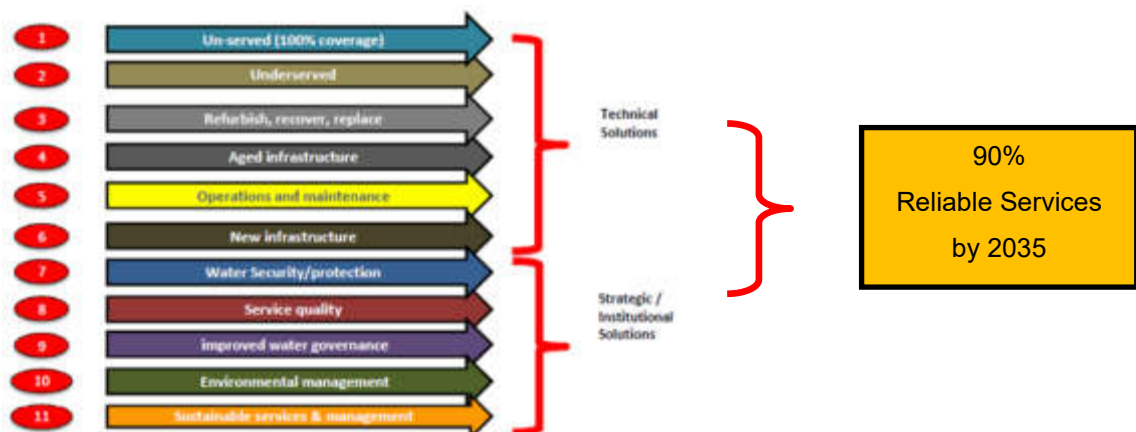 1
Un-served (100% coverage)
2
Underserved
3
Refurbish, recover, replace
4
Aged infrastructure
5
Operations and maintenance
6
New infrastructure
7
Water Security/protection
8
Service quality
9
improved water governance
10
Environmental management
11
Sustainable services & management
Technical
Solutions
Strategic /
Institutional
Solutions
90%
Reliable Services
by 2035